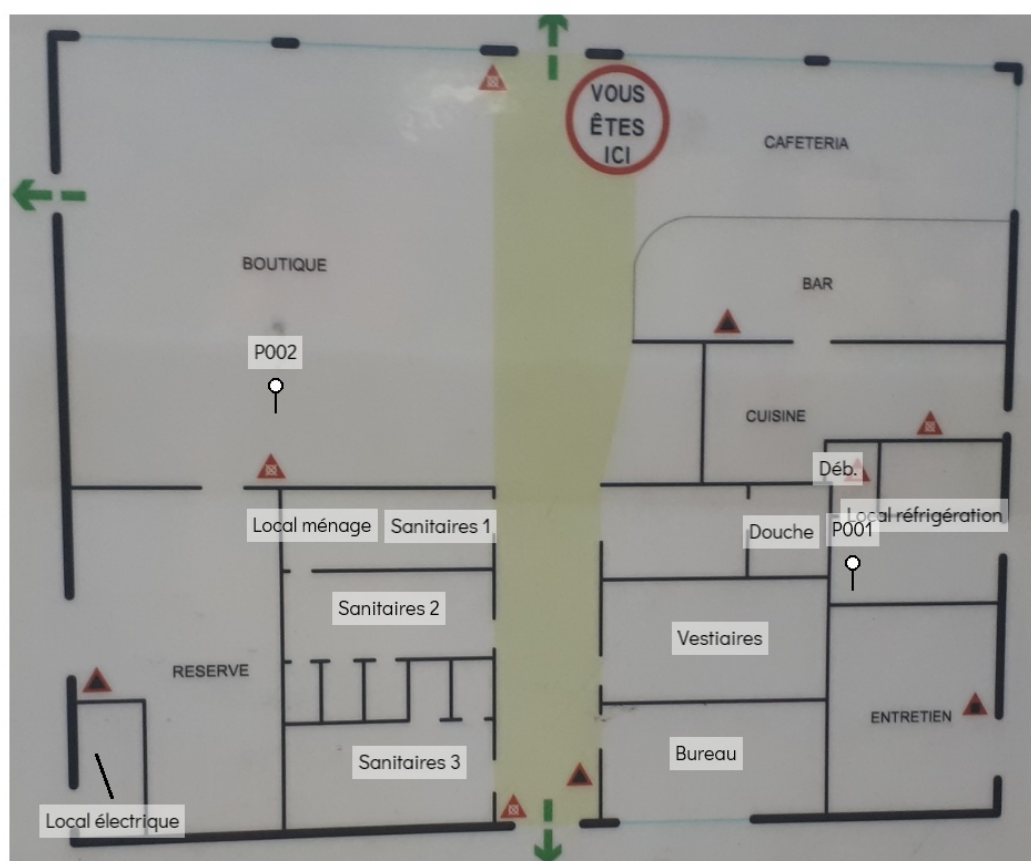 VOUS
ÊTES
ICI
CAFETERIA
BOUTIQUE
BAR
P002
CUISINE
Déb.
Local réfrigération
Local ménage
Sanitaires 1
Douche
P001
Sanitaires 2
Vestiaires
RESERVE
ENTRETIEN
Sanitaires 3
Bureau
Local électrique